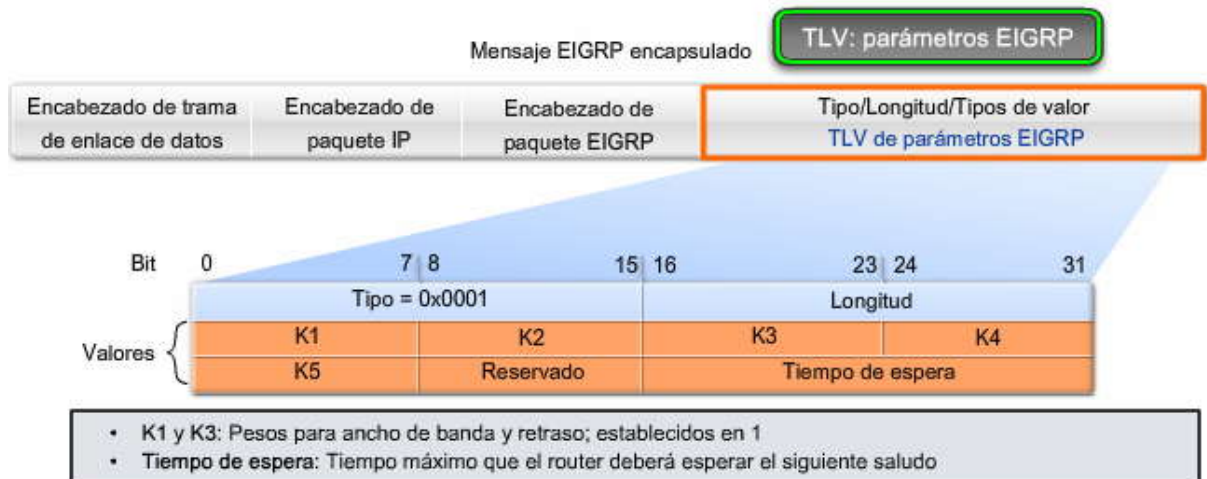 Mensaje EIGRP encapsulado
TLV: parámetros EIGRP
Encabezado de trama de enlace de datos
Encabezado de paquete IP
Encabezado de paquete EIGRP
Tipo/Longitud/Tipos de valor
TLV de parámetros EIGRP
Bit 0 7 8 15 16 23 24 31
Tipo = 0x0001 Longitud
Valores
K1 K2 K3 K4
K5 Reservado Tiempo de espera
• K1 y K3: Pesos para ancho de banda y retraso; establecidos en 1
• Tiempo de espera: Tiempo máximo que el router deberá esperar el siguiente saludo